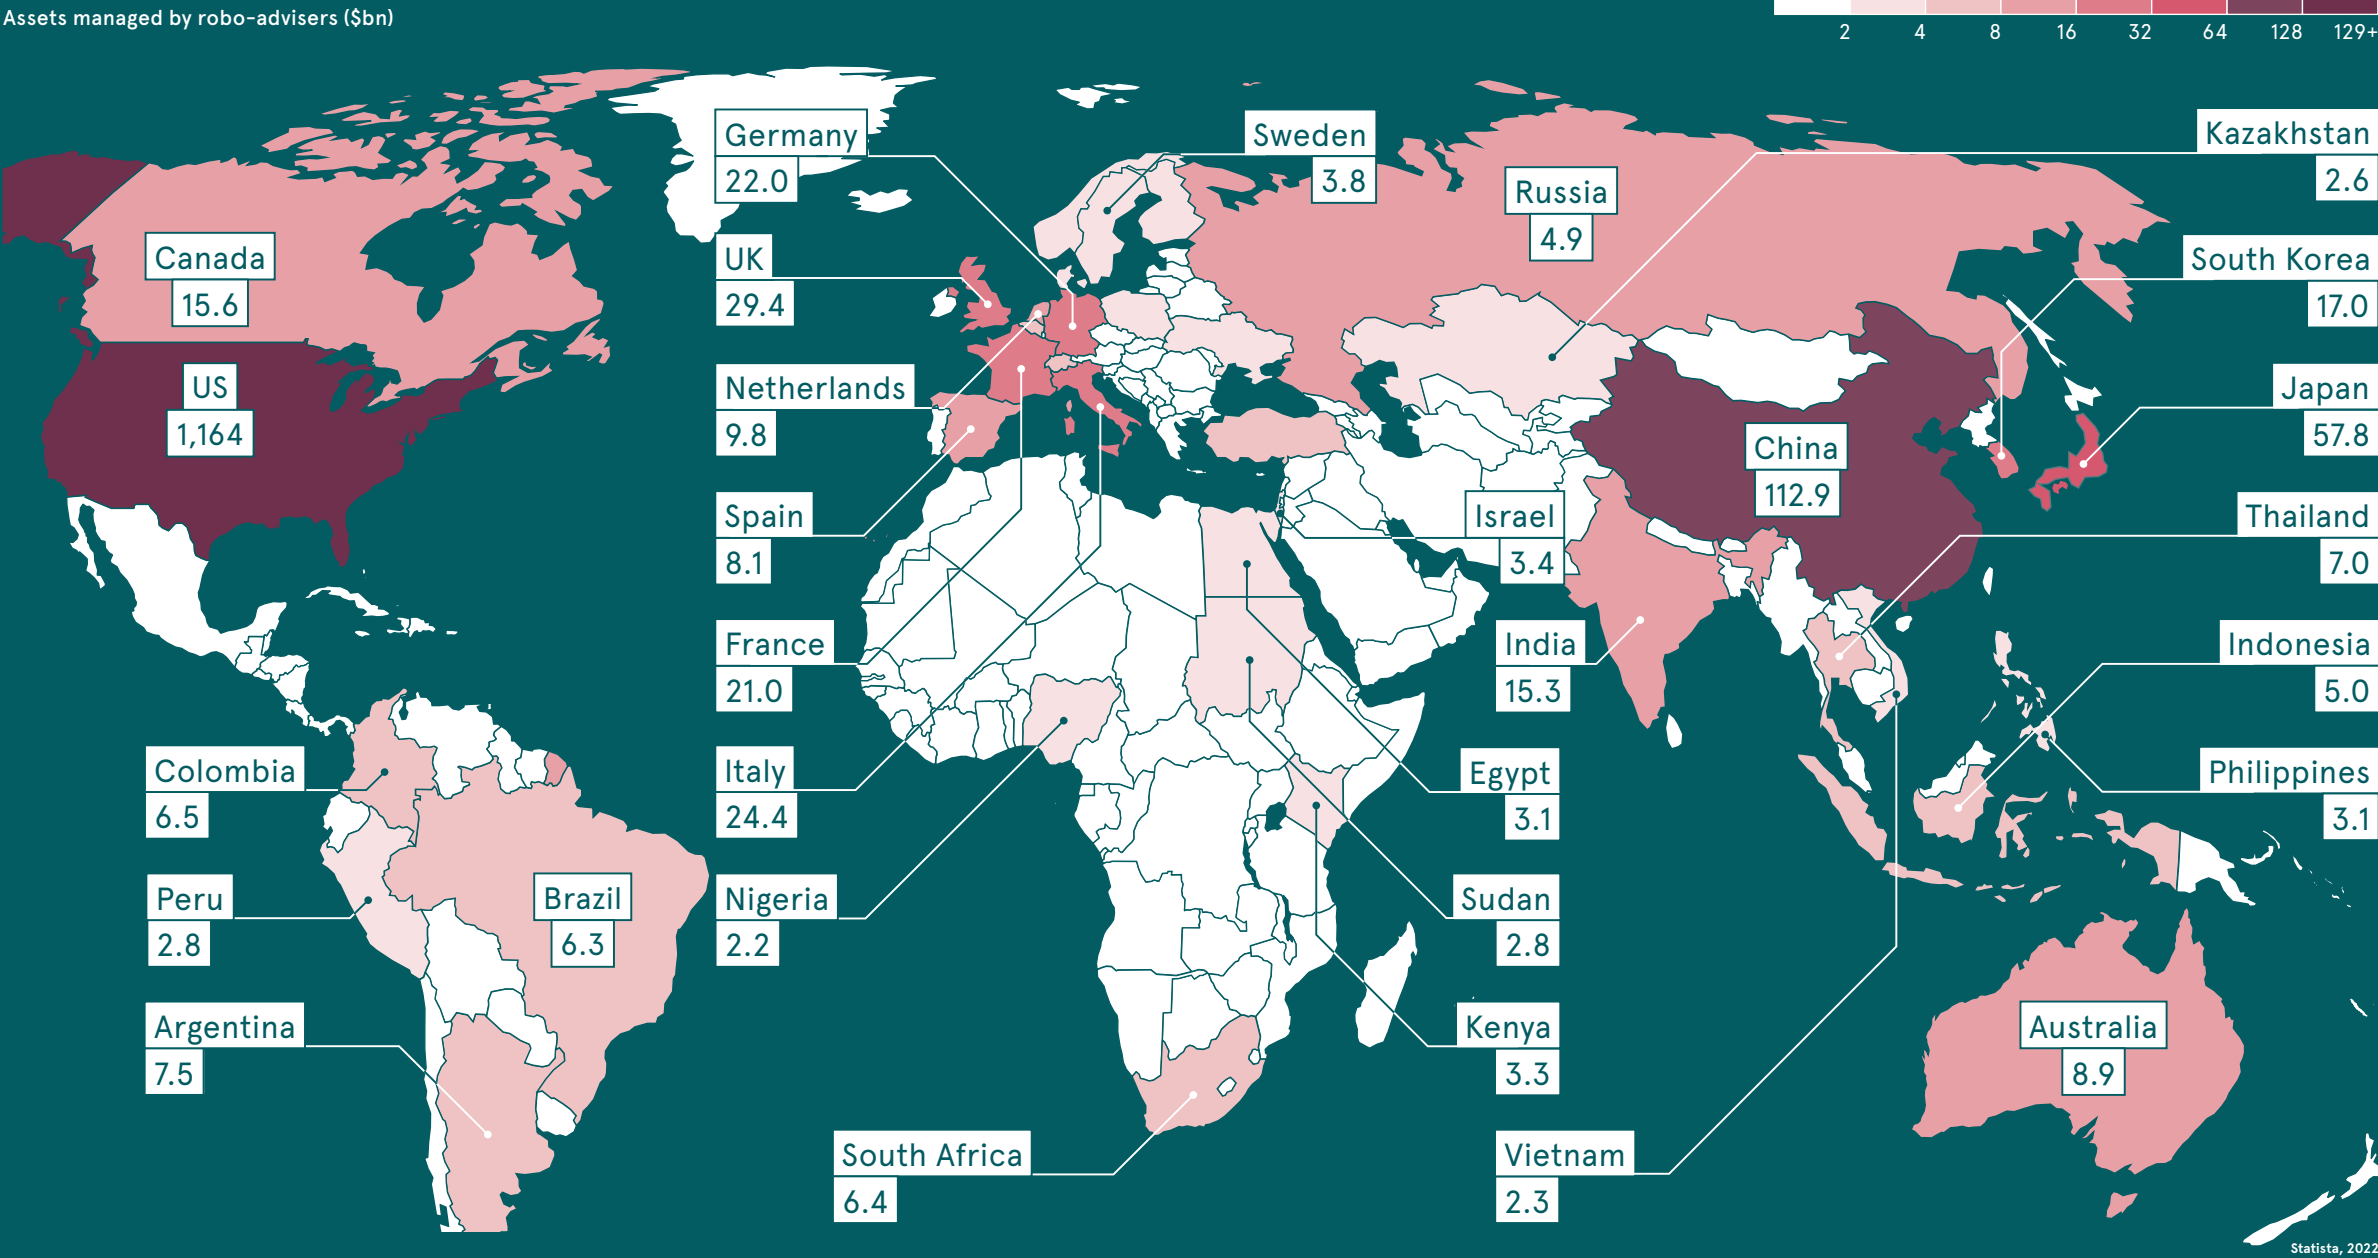 Assets managed by robo-advisers ($bn)
2 4 8 16 32 64 128 129+
Germany
22.0
Sweden
3.8
Kazakhstan
2.6
Russia
4.9
Canada
15.6
UK
29.4
South Korea
17.0
US
1,164
Netherlands
9.8
Japan
57.8
China
112.9
Spain
8.1
Israel
3.4
Thailand
7.0
France
21.0
India
15.3
Indonesia
5.0
Colombia
6.5
Italy
24.4
Egypt
3.1
Philippines
3.1
Peru
2.8
Brazil
6.3
Nigeria
2.2
Sudan
2.8
Argentina
7.5
Kenya
3.3
Australia
8.9
South Africa
6.4
Vietnam
2.3
Statista, 2022